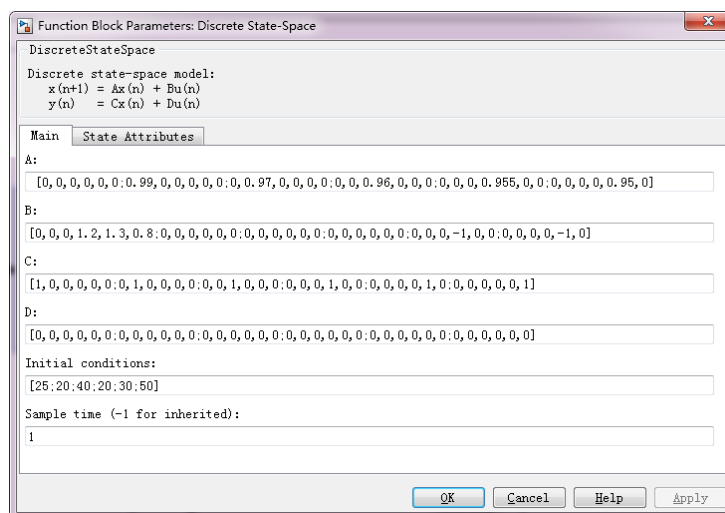 Function Block Parameters: Discrete State-Space
DiscreteStateSpace
Discrete state-space model:
x(n+1) = Ax(n) + Bu(n)
y(n)   = Cx(n) + Du(n)
Main State Attributes
A:
[0,0,0,0,0,0;0.99,0,0,0,0,0;0,0.97,0,0,0,0;0,0,0.96,0,0,0;0,0,0,0.955,0,0;0,0,0,0,0.95,0]
B:
[0,0,0,1.2,1.3,0.8;0,0,0,0,0,0;0,0,0,0,0,0;0,0,0,0,0,0;0,0,0,-1,0,0;0,0,0,0,-1,0]
C:
[1,0,0,0,0,0;0,1,0,0,0,0;0,0,1,0,0,0;0,0,0,1,0,0;0,0,0,0,1,0;0,0,0,0,0,1]
D:
[0,0,0,0,0,0;0,0,0,0,0,0;0,0,0,0,0,0;0,0,0,0,0,0;0,0,0,0,0,0;0,0,0,0,0,0]
Initial conditions:
[25;20;40;20;30;50]
Sample time (-1 for inherited):
1
OK Cancel Help Apply